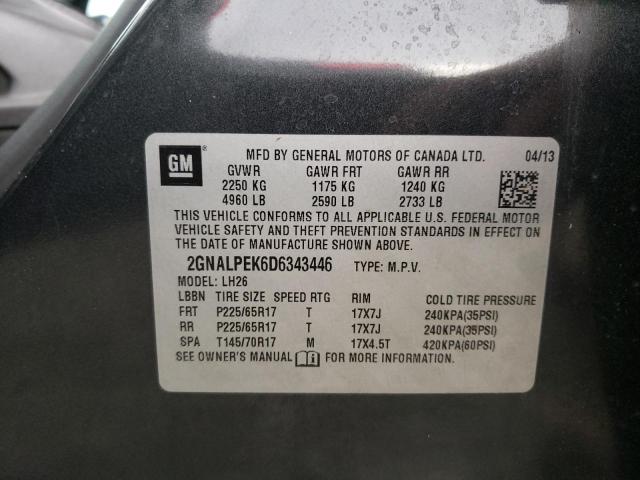 GM ®
MFD BY GENERAL MOTORS OF CANADA LTD. 04/13
GVWR GAWR FRT GAWR RR
2250 KG 1175 KG 1240 KG
4960 LB 2590 LB 2733 LB
THIS VEHICLE CONFORMS TO ALL APPLICABLE U.S. FEDERAL MOTOR
VEHICLE SAFETY AND THEFT PREVENTION STANDARDS IN EFFECT ON
THE DATE OF MANUFACTURE SHOWN ABOVE.
2GNALPEK6D6343446 TYPE: M.P.V.
MODEL: LH26
LBBN TIRE SIZE SPEED RTG RIM COLD TIRE PRESSURE
FRT P225/65R17 T 17X7J 240KPA(35PSI)
RR P225/65R17 T 17X7J 240KPA(35PSI)
SPA T145/70R17 M 17X4.5T 420KPA(60PSI)
SEE OWNER'S MANUAL FOR MORE INFORMATION.